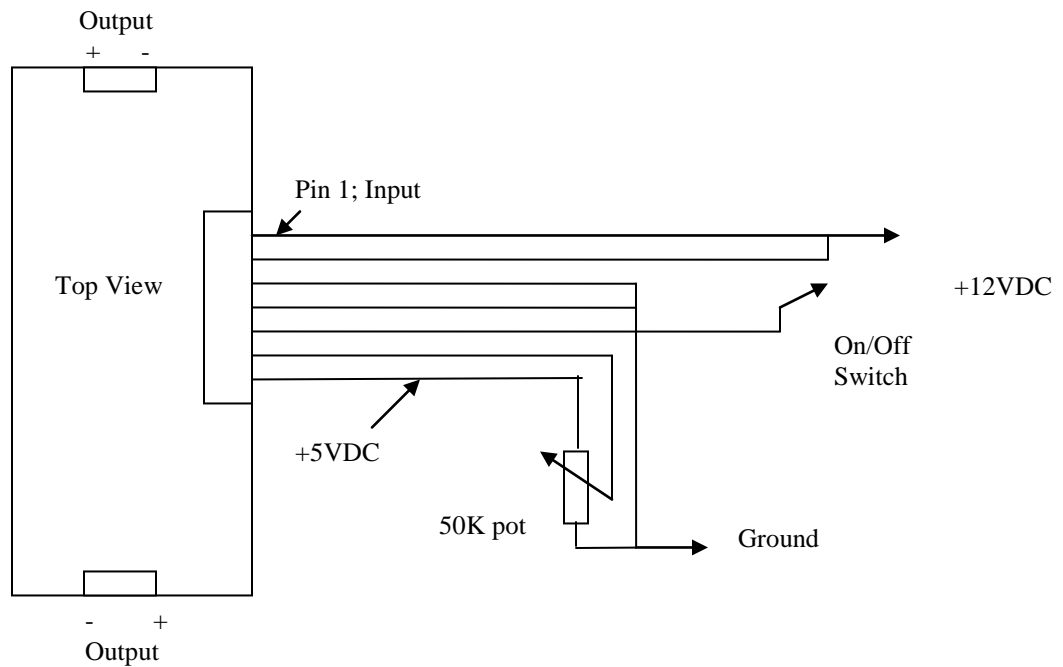 Output
+ -
Pin 1; Input
Top View
+12VDC
On/Off
Switch
+5VDC
50K pot
Ground
- +
Output